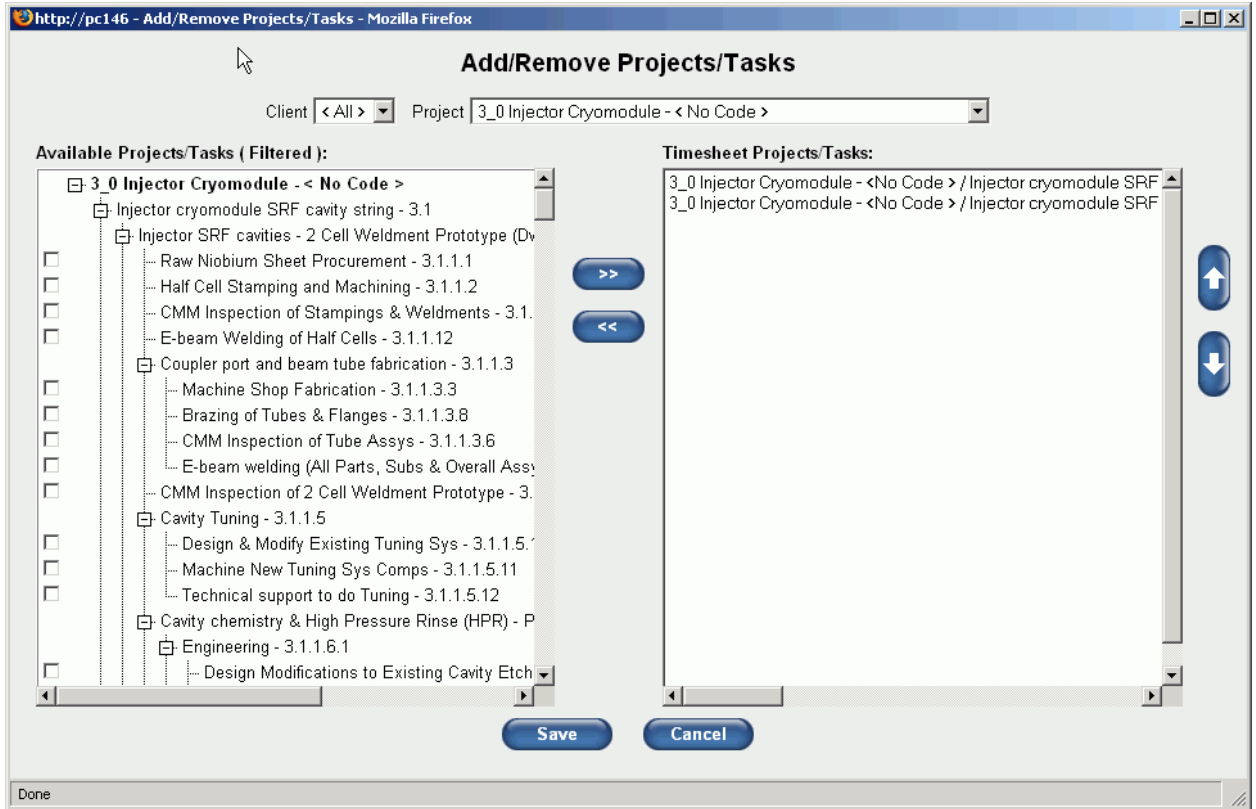 http://pc146 - Add/Remove Projects/Tasks - Mozilla Firefox
Add/Remove Projects/Tasks
Client < All > Project 3_0 Injector Cryomodule - < No Code >
Available Projects/Tasks ( Filtered ):
3_0 Injector Cryomodule - < No Code >
Injector cryomodule SRF cavity string - 3.1
Injector SRF cavities - 2 Cell Weldment Prototype (Dw
Raw Niobium Sheet Procurement - 3.1.1.1
Half Cell Stamping and Machining - 3.1.1.2
CMM Inspection of Stampings & Weldments - 3.1.
E-beam Welding of Half Cells - 3.1.1.12
Coupler port and beam tube fabrication - 3.1.1.3
Machine Shop Fabrication - 3.1.1.3.3
Brazing of Tubes & Flanges - 3.1.1.3.8
CMM Inspection of Tube Assys - 3.1.1.3.6
E-beam welding (All Parts, Subs & Overall Assy
CMM Inspection of 2 Cell Weldment Prototype - 3.
Cavity Tuning - 3.1.1.5
Design & Modify Existing Tuning Sys - 3.1.1.5.1
Machine New Tuning Sys Comps - 3.1.1.5.11
Technical support to do Tuning - 3.1.1.5.12
Cavity chemistry & High Pressure Rinse (HPR) - P
Engineering - 3.1.1.6.1
Design Modifications to Existing Cavity Etch
>>
<<
Timesheet Projects/Tasks:
3_0 Injector Cryomodule - <No Code > / Injector cryomodule SRF
3_0 Injector Cryomodule - <No Code > / Injector cryomodule SRF
Save Cancel
Done